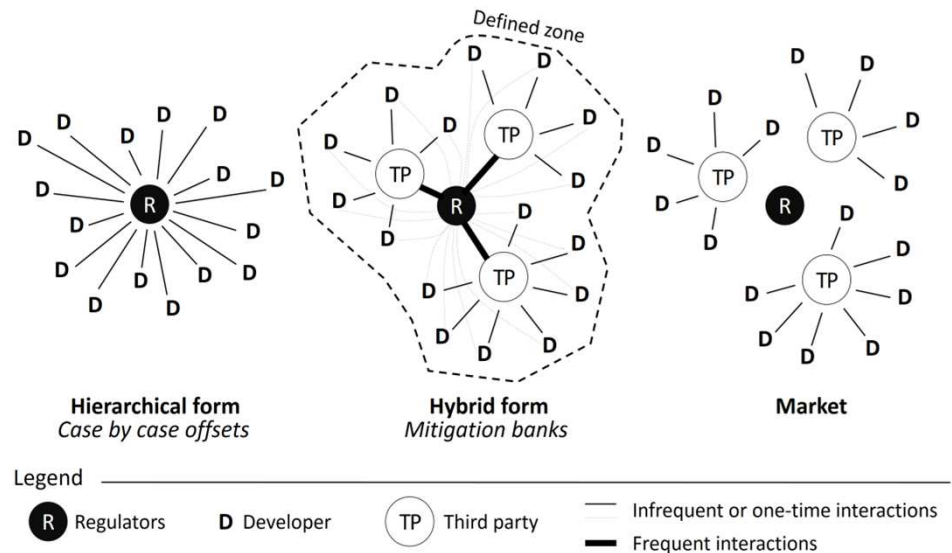 Defined zone
D
D
D
D
D
D
D
D
R
D
D
D
D
D
D
D
D
D
D
TP
D
D
D
D
D
TP
D
D
D
D
R
TP
D
D
D
D
D
D
D
TP
D
D
D
D
TP
D
D
D
D
R
TP
D
D
D
D
D
D
D
Hierarchical form
Case by case offsets
Hybrid form
Mitigation banks
Market
Legend
R Regulators
D Developer
TP Third party
Infrequent or one-time interactions
Frequent interactions